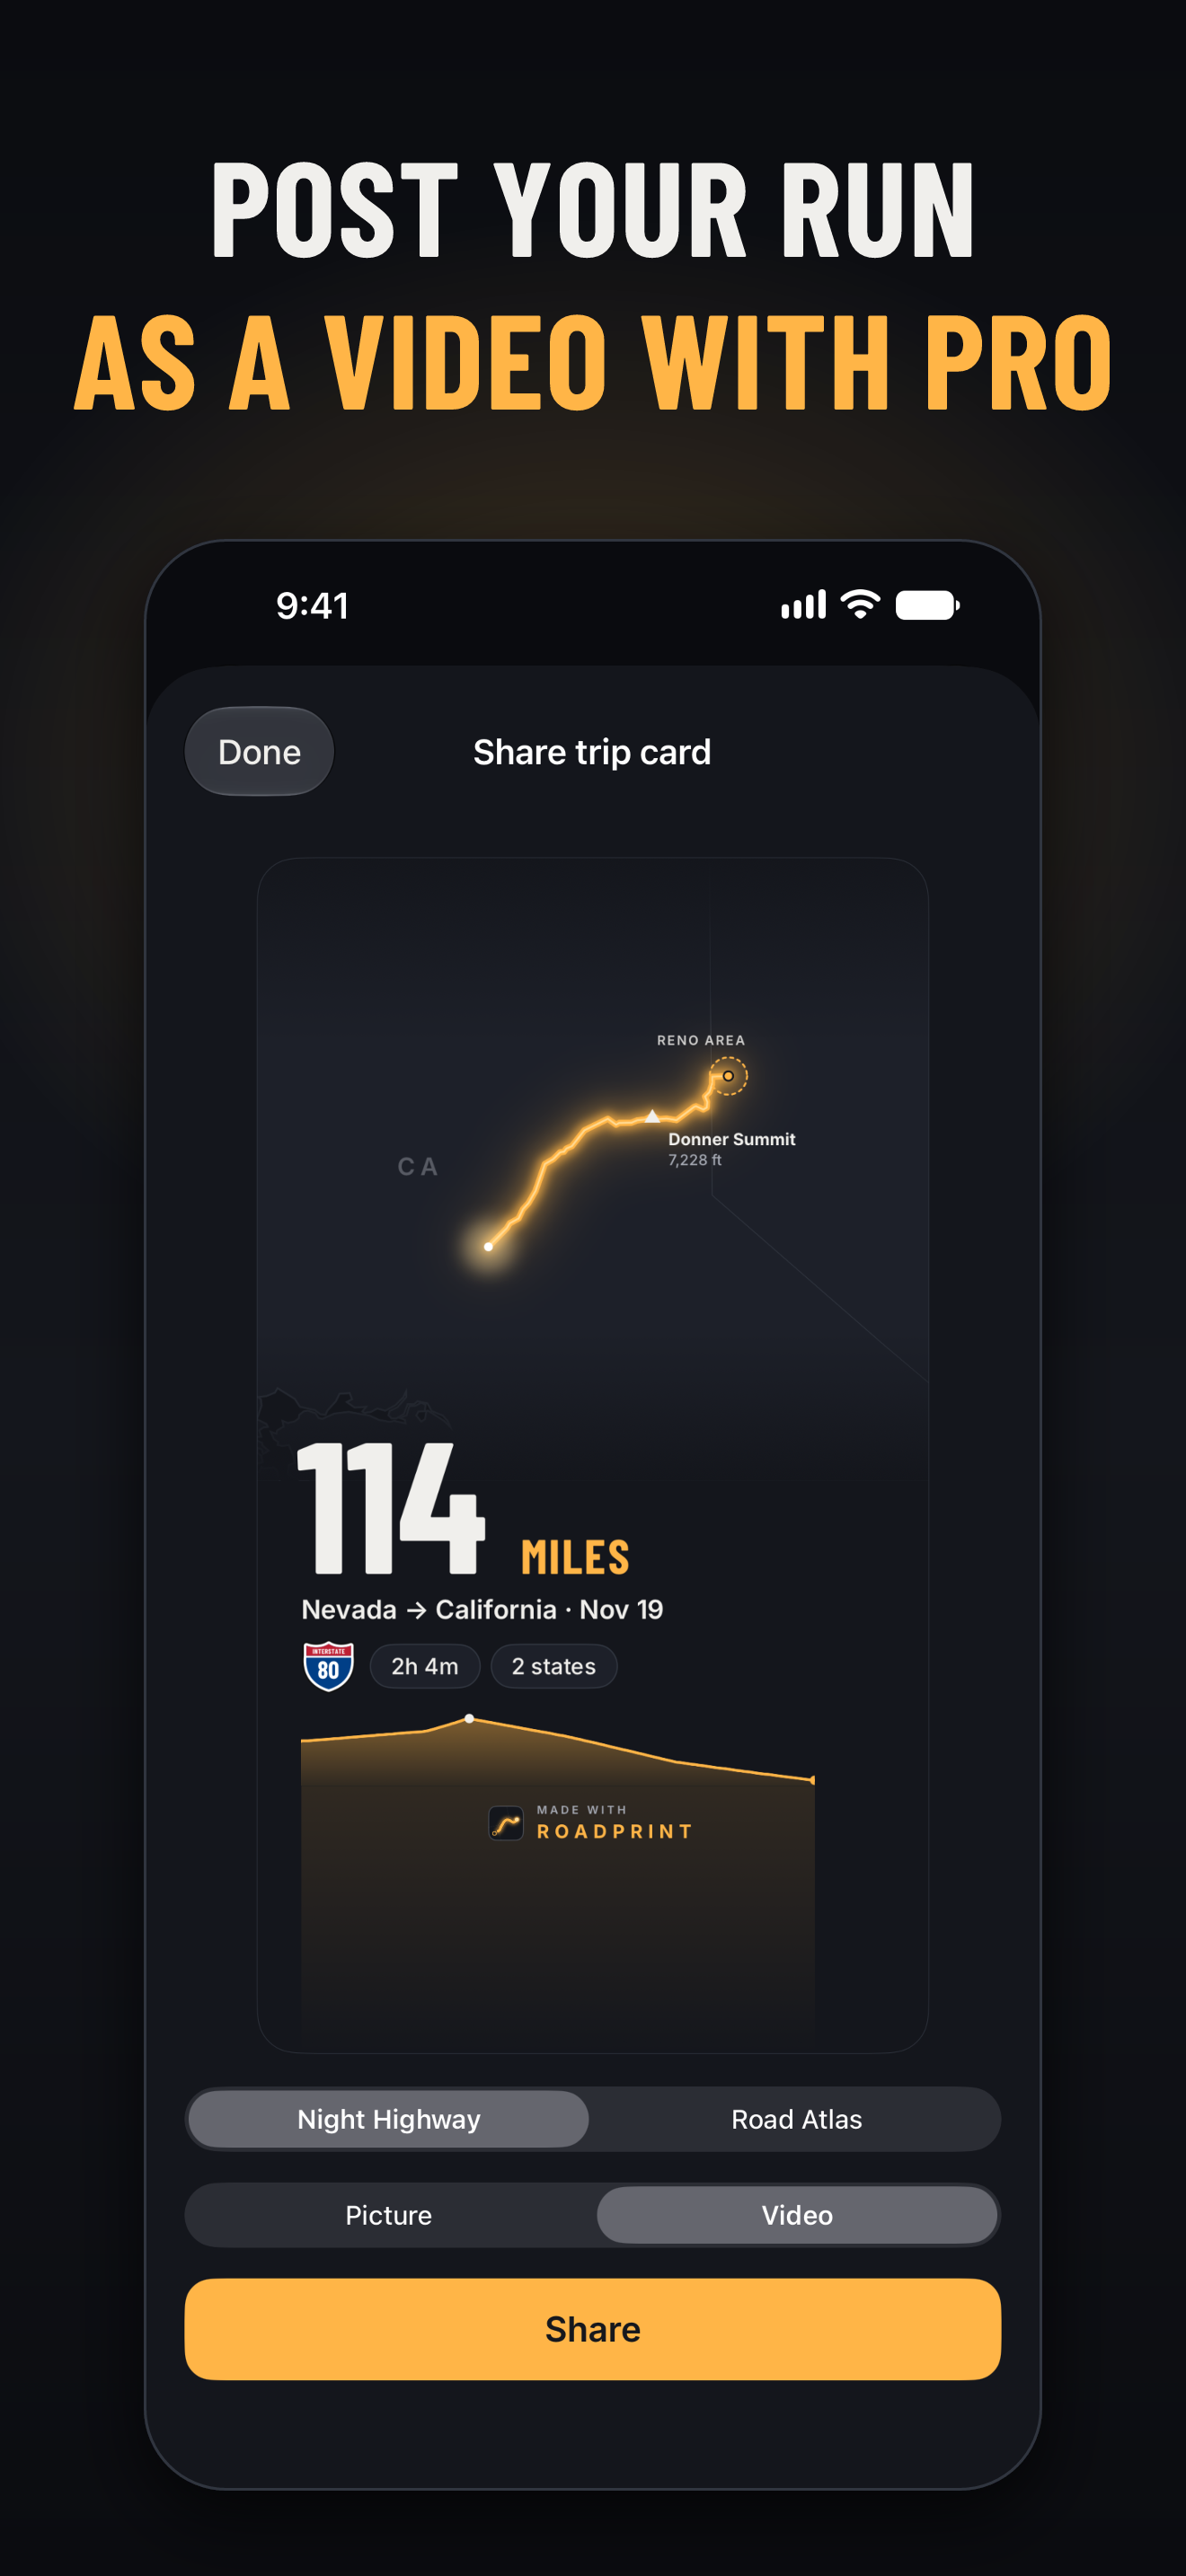 POST YOUR RUN
AS A VIDEO WITH PRO
9:41
Done
Share trip card
RENO AREA
Donner Summit
7,228 ft
CA
114 MILES
Nevada → California · Nov 19
INTERSTATE
80
2h 4m
2 states
MADE WITH
ROADPRINT
Night Highway
Road Atlas
Picture
Video
Share